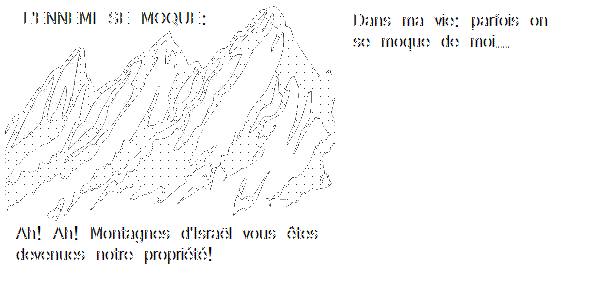 L'ENNEMI SE MOQUE:
Dans ma vie: parfois on
se moque de moi.....
Ah! Ah! Montagnes d'Israël vous êtes
devenues notre propriété!